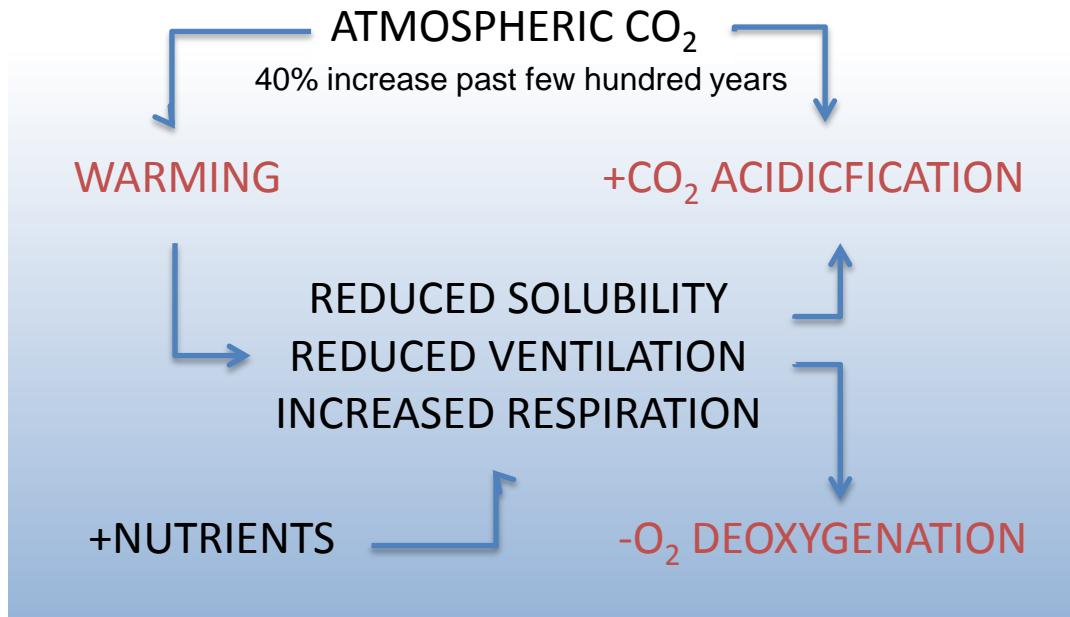 ATMOSPHERIC CO₂
40% increase past few hundred years
WARMING
+CO₂ ACIDICFICATION
REDUCED SOLUBILITY
REDUCED VENTILATION
INCREASED RESPIRATION
+NUTRIENTS
-O₂ DEOXYGENATION